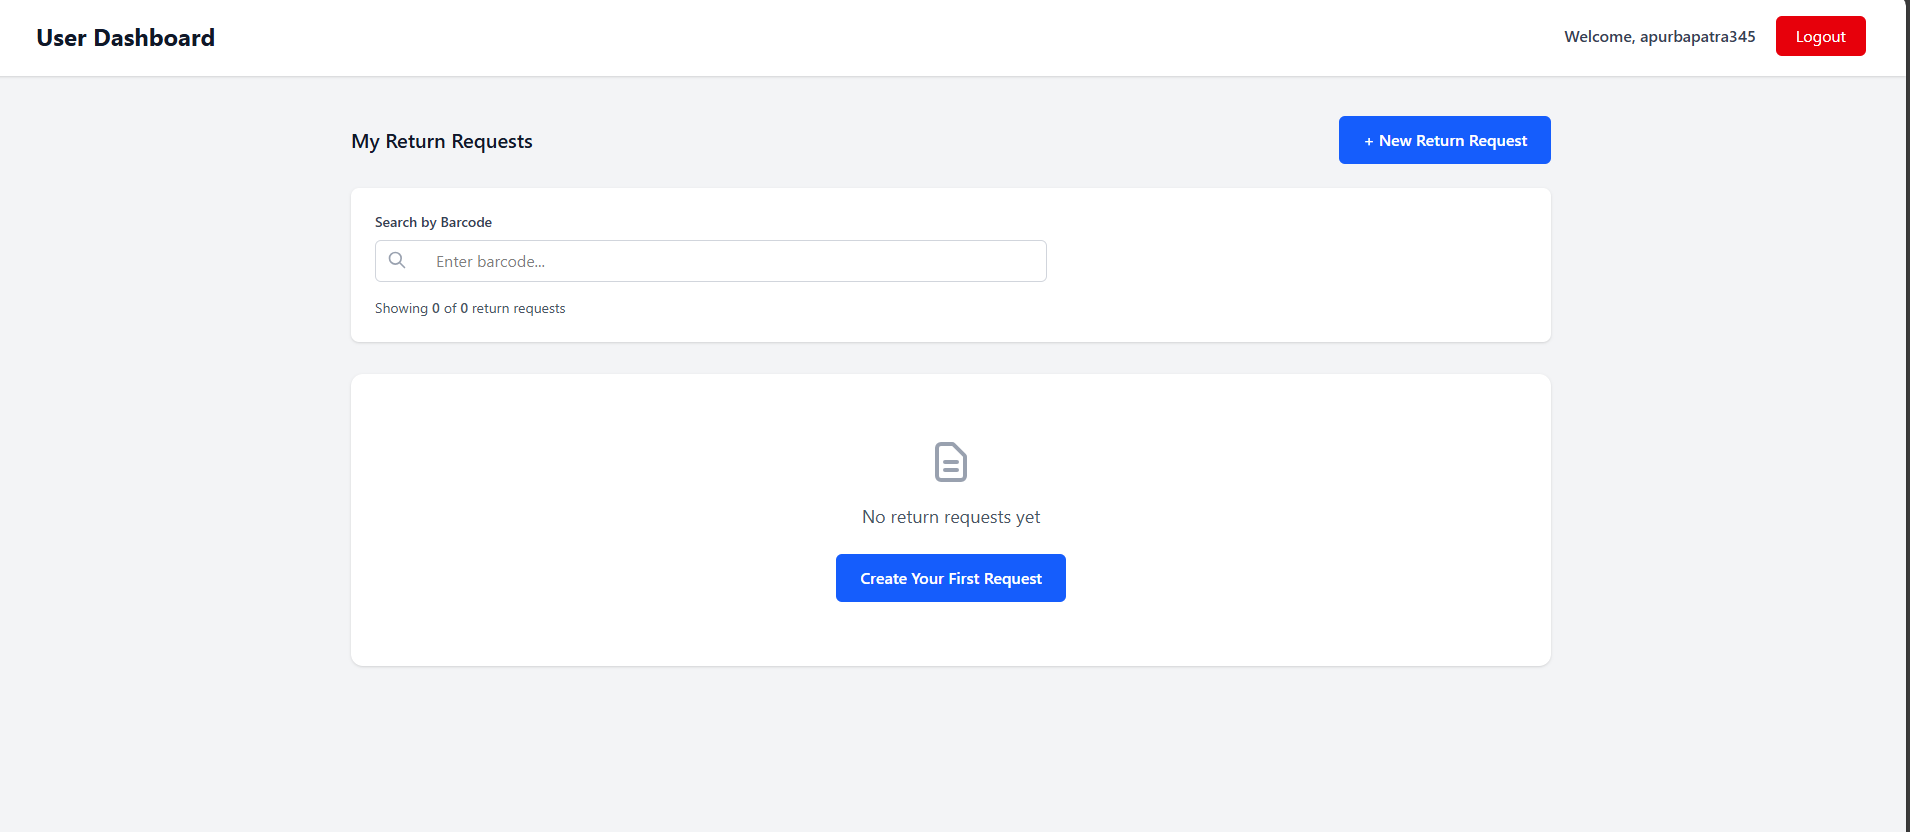 User Dashboard
Welcome, apurbapatra345
Logout
My Return Requests
+ New Return Request
Search by Barcode
Enter barcode...
Showing 0 of 0 return requests
No return requests yet
Create Your First Request